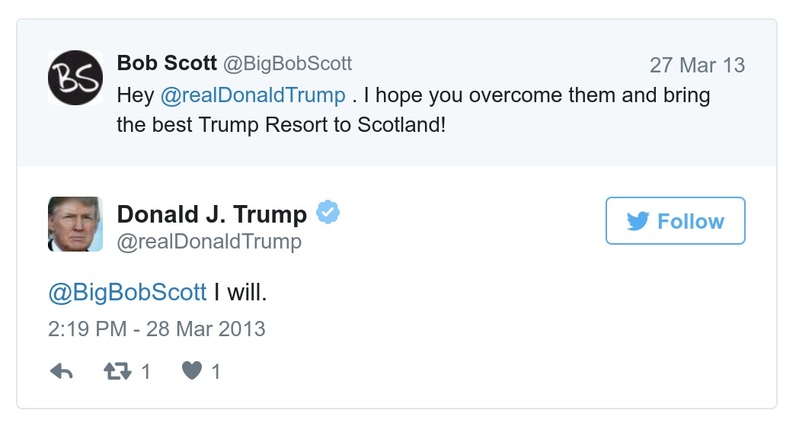 BS
Bob Scott @BigBobScott 27 Mar 13
Hey @realDonaldTrump . I hope you overcome them and bring
the best Trump Resort to Scotland!
Donald J. Trump
@realDonaldTrump
Follow
@BigBobScott I will.
2:19 PM - 28 Mar 2013
1 1